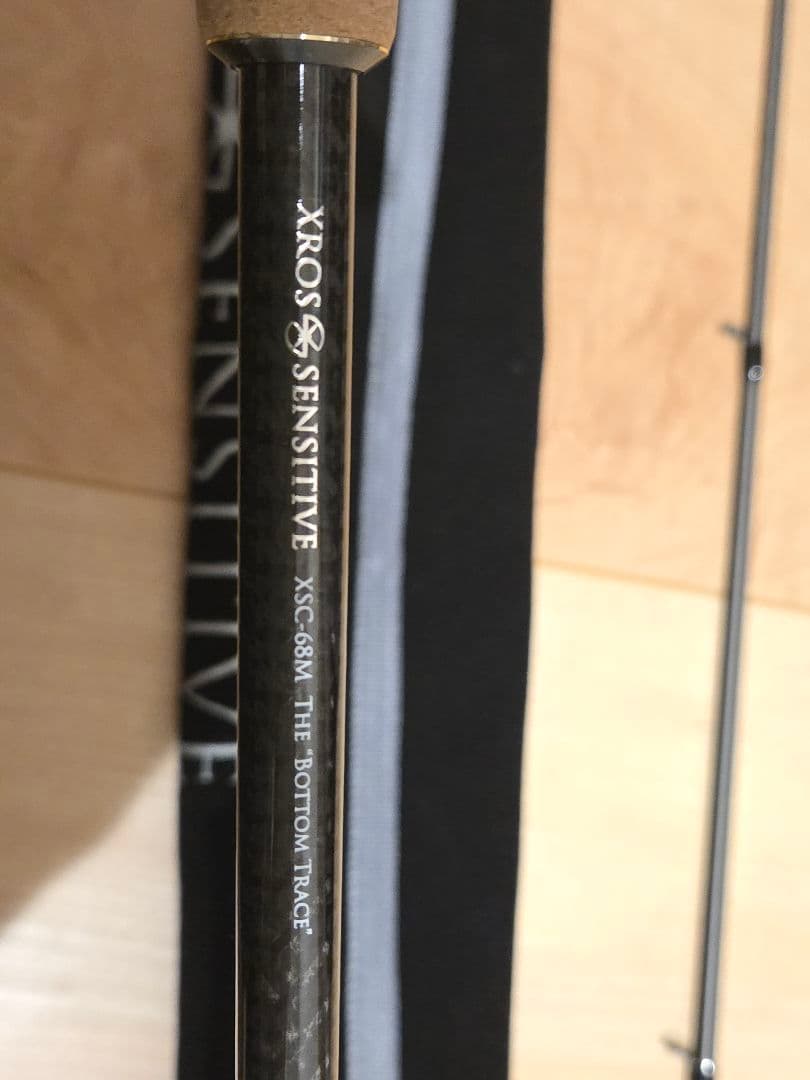 XROS SENSITIVE XSC-68M THE "BOTTOM TRACE"
SENSITIVE